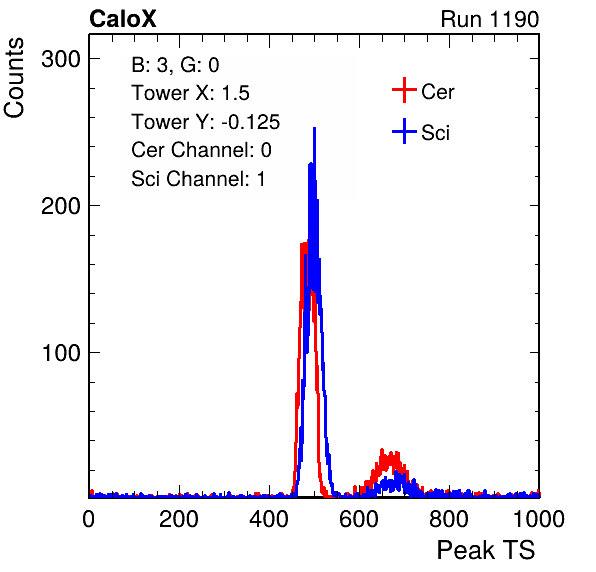 CaloX Run 1190
Counts
300
200
100
B: 3, G: 0
Tower X: 1.5
Tower Y: -0.125
Cer Channel: 0
Sci Channel: 1
Cer
Sci
0 200 400 600 800 1000
Peak TS